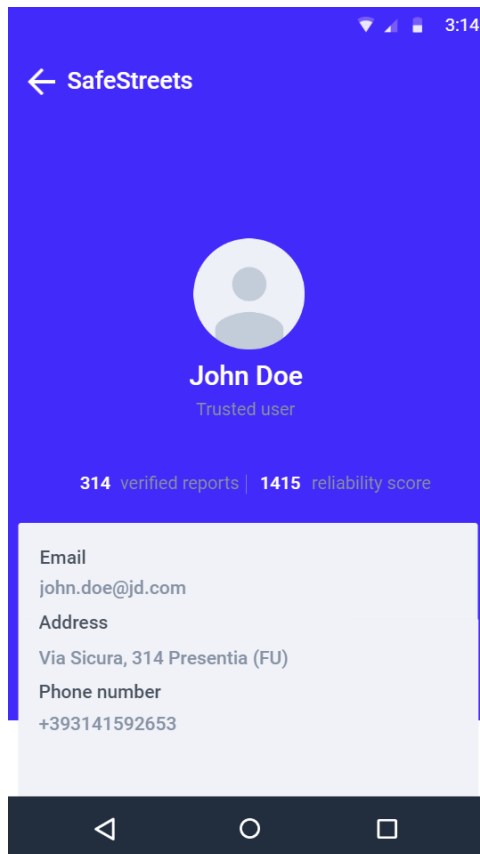 3:14
SafeStreets
John Doe
Trusted user
314 verified reports | 1415 reliability score
Email
john.doe@jd.com
Address
Via Sicura, 314 Presentia (FU)
Phone number
+393141592653